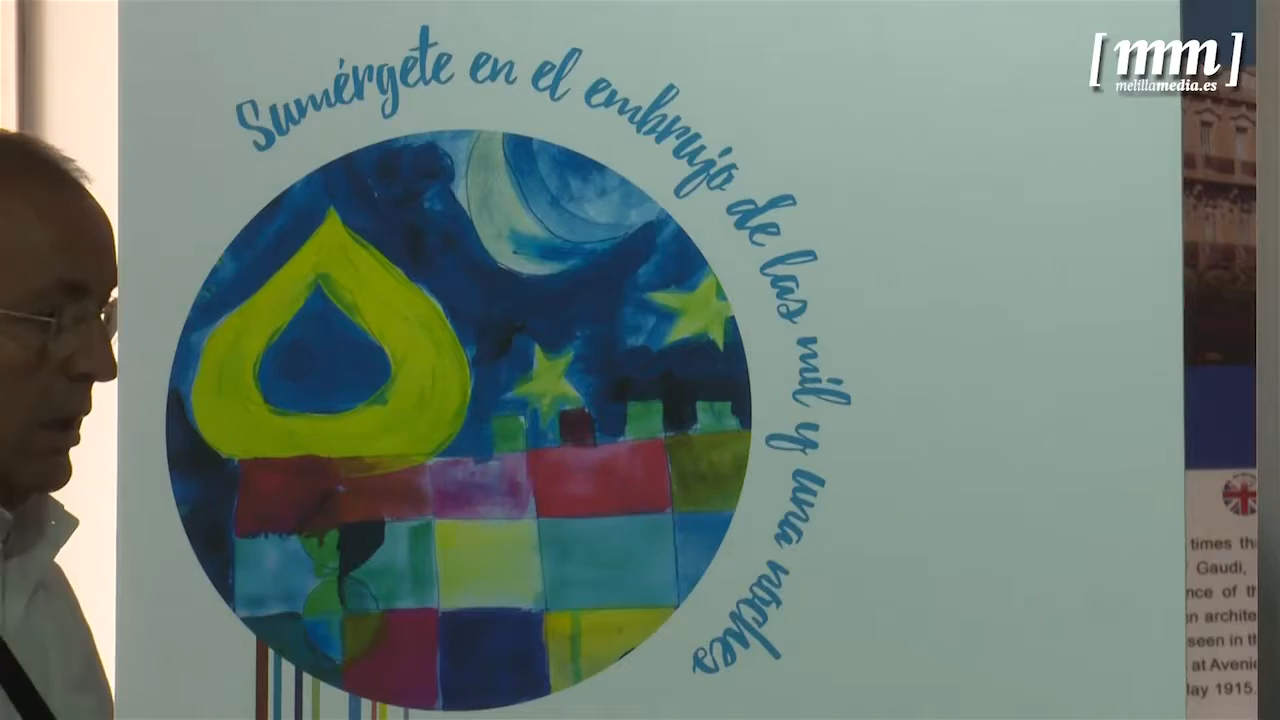 Sumérgete en el embrujo de las mil y una noches
[mm]
melillamedia.es
times th
Gaudi,
nce of th
n archite
seen in th
at Aveni
lay 1915.